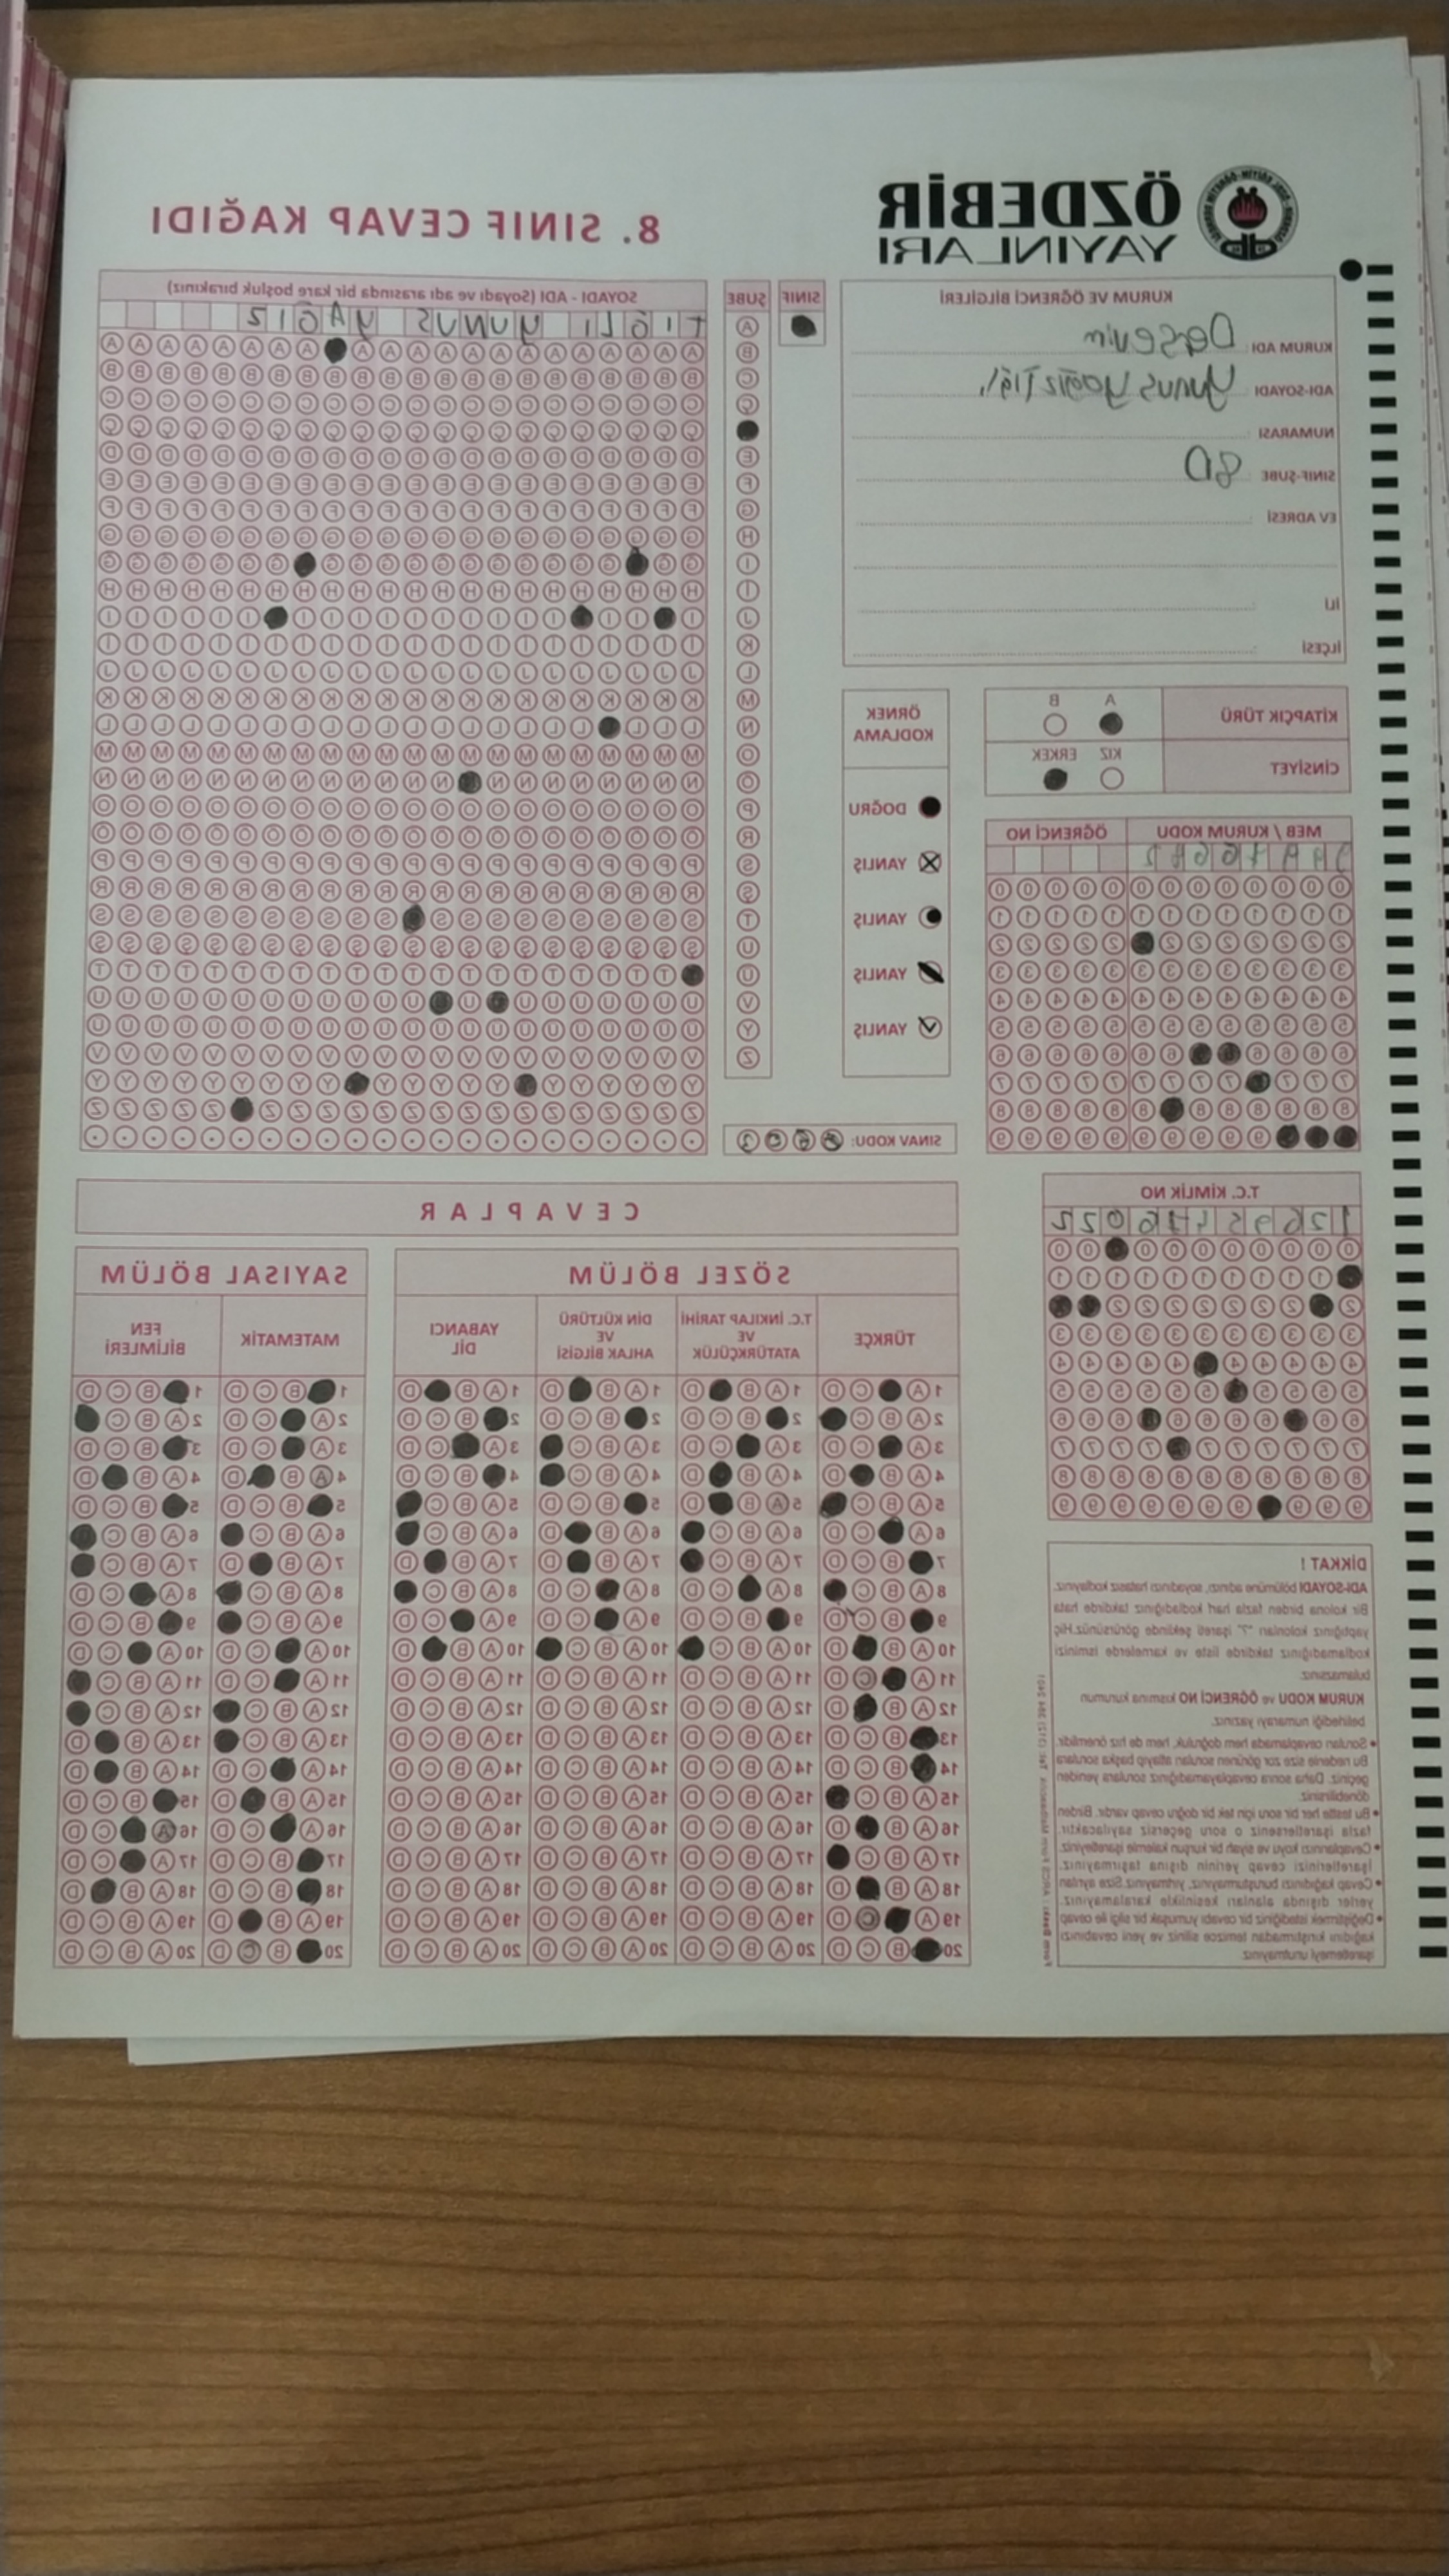 ÖZDEBİR
YAYINLARI
8. SINIF CEVAP KAĞIDI
KURUM VE ÖĞRENCİ BİLGİLERİ
KURUM ADI Dersevin
ADI-SOYADI Yunus Yağız Tığlı
NUMARASI
SINIF-ŞUBE 8D
EV ADRESİ
İLİ
İLÇESİ
SINIF
ŞUBE
SOYADI - ADI (Soyadı ve adı arasında bir kare boşluk bırakınız)
TIĞLI YUNUS YAĞIZ
KİTAPÇIK TÜRÜ A B
CİNSİYET KIZ ERKEK
ÖRNEK
KODLAMA
DOĞRU
YANLIŞ
YANLIŞ
YANLIŞ
YANLIŞ
MEB / KURUM KODU
ÖĞRENCİ NO
SINAV KODU:
T.C. KİMLİK NO
CEVAPLAR
SÖZEL BÖLÜM
SAYISAL BÖLÜM
TÜRKÇE
T.C. İNKILAP TARİHİ
VE
ATATÜRKÇÜLÜK
DİN KÜLTÜRÜ
VE
AHLAK BİLGİSİ
YABANCI
DİL
MATEMATİK
FEN
BİLİMLERİ
DİKKAT !
ADI-SOYADI bölümüne adınızı, soyadınızı hatasız kodlayınız.
Bir kolona birden fazla harf kodladığınız takdirde hata
yaptığınız kolonları "?" işareti şeklinde görürsünüz.Hiç
kodlamadığınız takdirde liste ve karnelerde isminizi
bulamazsınız.
KURUM KODU ve ÖĞRENCİ NO kısmına kurumun
belirlediği numarayı yazınız.
• Soruları cevaplamada hem doğruluk, hem de hız önemlidir.
Bu nedenle size zor görünen soruları atlayıp başka sorulara
geçiniz. Daha sonra cevaplayamadığınız sorulara yeniden
dönebilirsiniz.
• Bu testte her bir soru için tek bir doğru cevap vardır. Birden
fazla işaretlerseniz o soru geçersiz sayılacaktır.
• Cevaplarınızı koyu ve siyah bir kurşun kalemle işaretleyiniz.
İşaretlerinizi cevap yerinin dışına taşırmayınız.
• Cevap kağıdınızı buruşturmayınız, yırtmayınız.Size ayrılan
yerler dışında alanları kesinlikle karalamayınız.
• Değiştirmek istediğiniz bir cevabı yumuşak bir silgi ile cevap
kağıdını kırıştırmadan temizce siliniz ve yeni cevabınızı
işaretlemeyi unutmayınız.